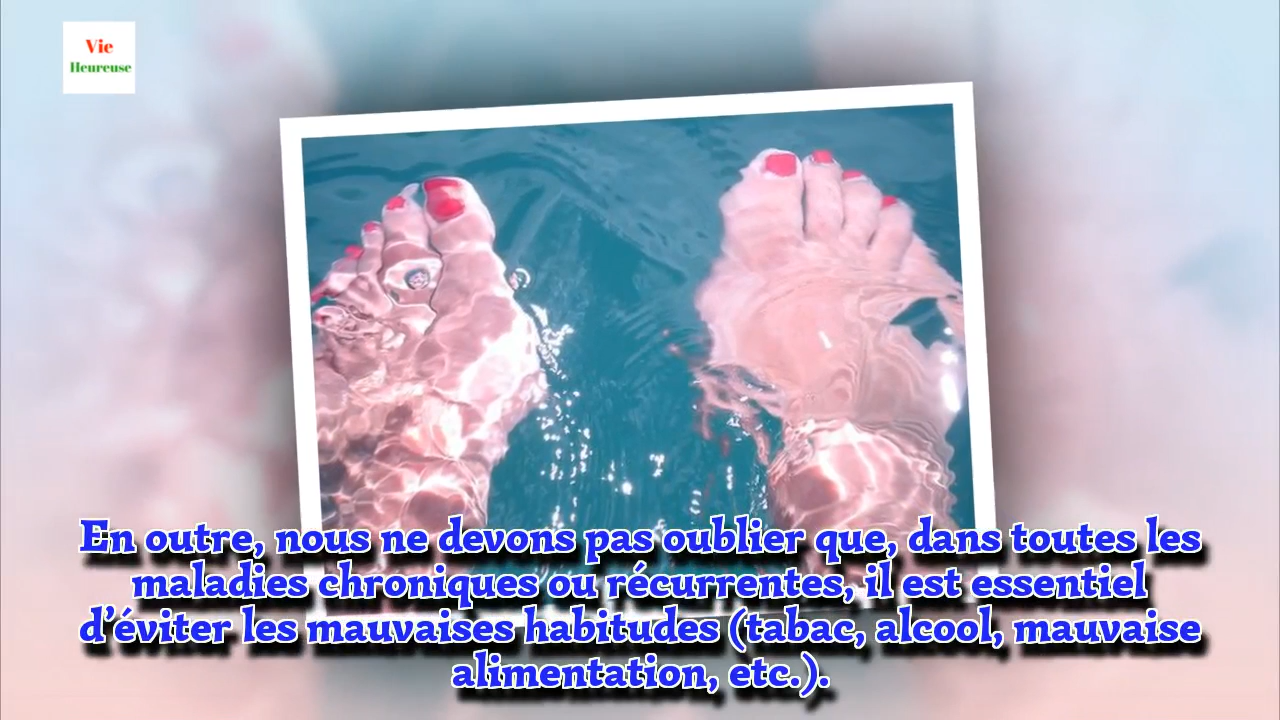 Vie
Heureuse
En outre, nous ne devons pas oublier que, dans toutes les
maladies chroniques ou récurrentes, il est essentiel
d'éviter les mauvaises habitudes (tabac, alcool, mauvaise
alimentation, etc.).